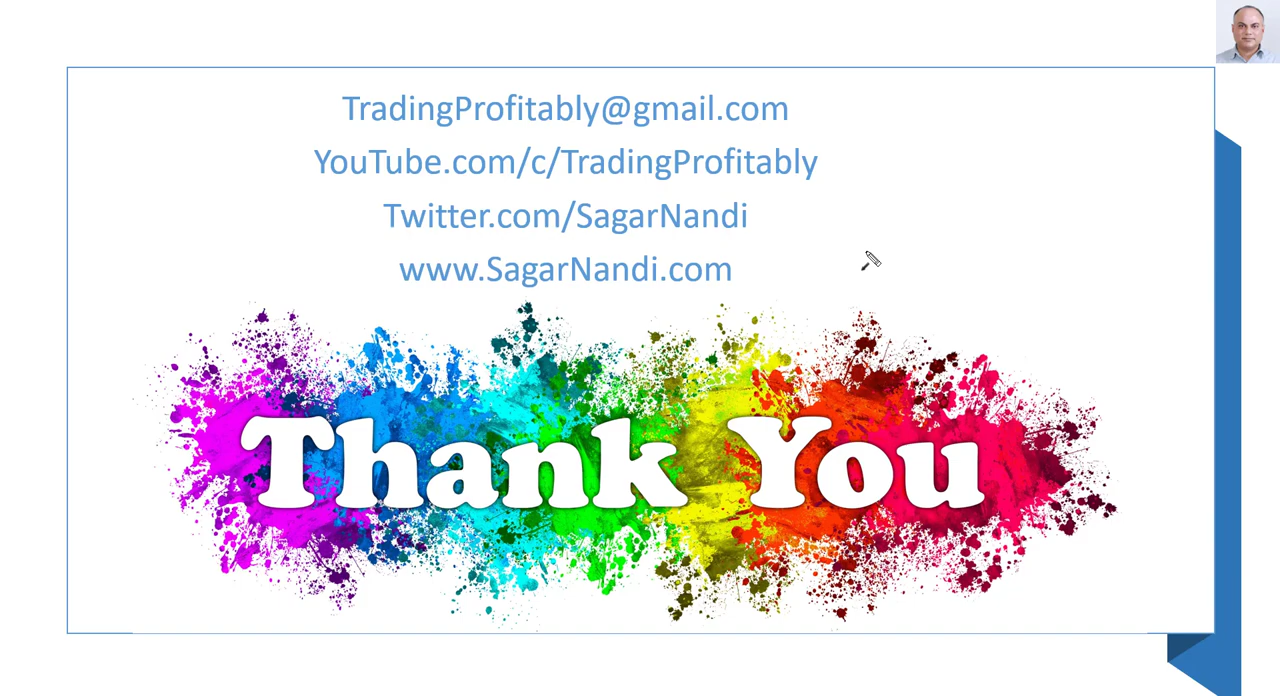 TradingProfitably@gmail.com
YouTube.com/c/TradingProfitably
Twitter.com/SagarNandi
www.SagarNandi.com
Thank You